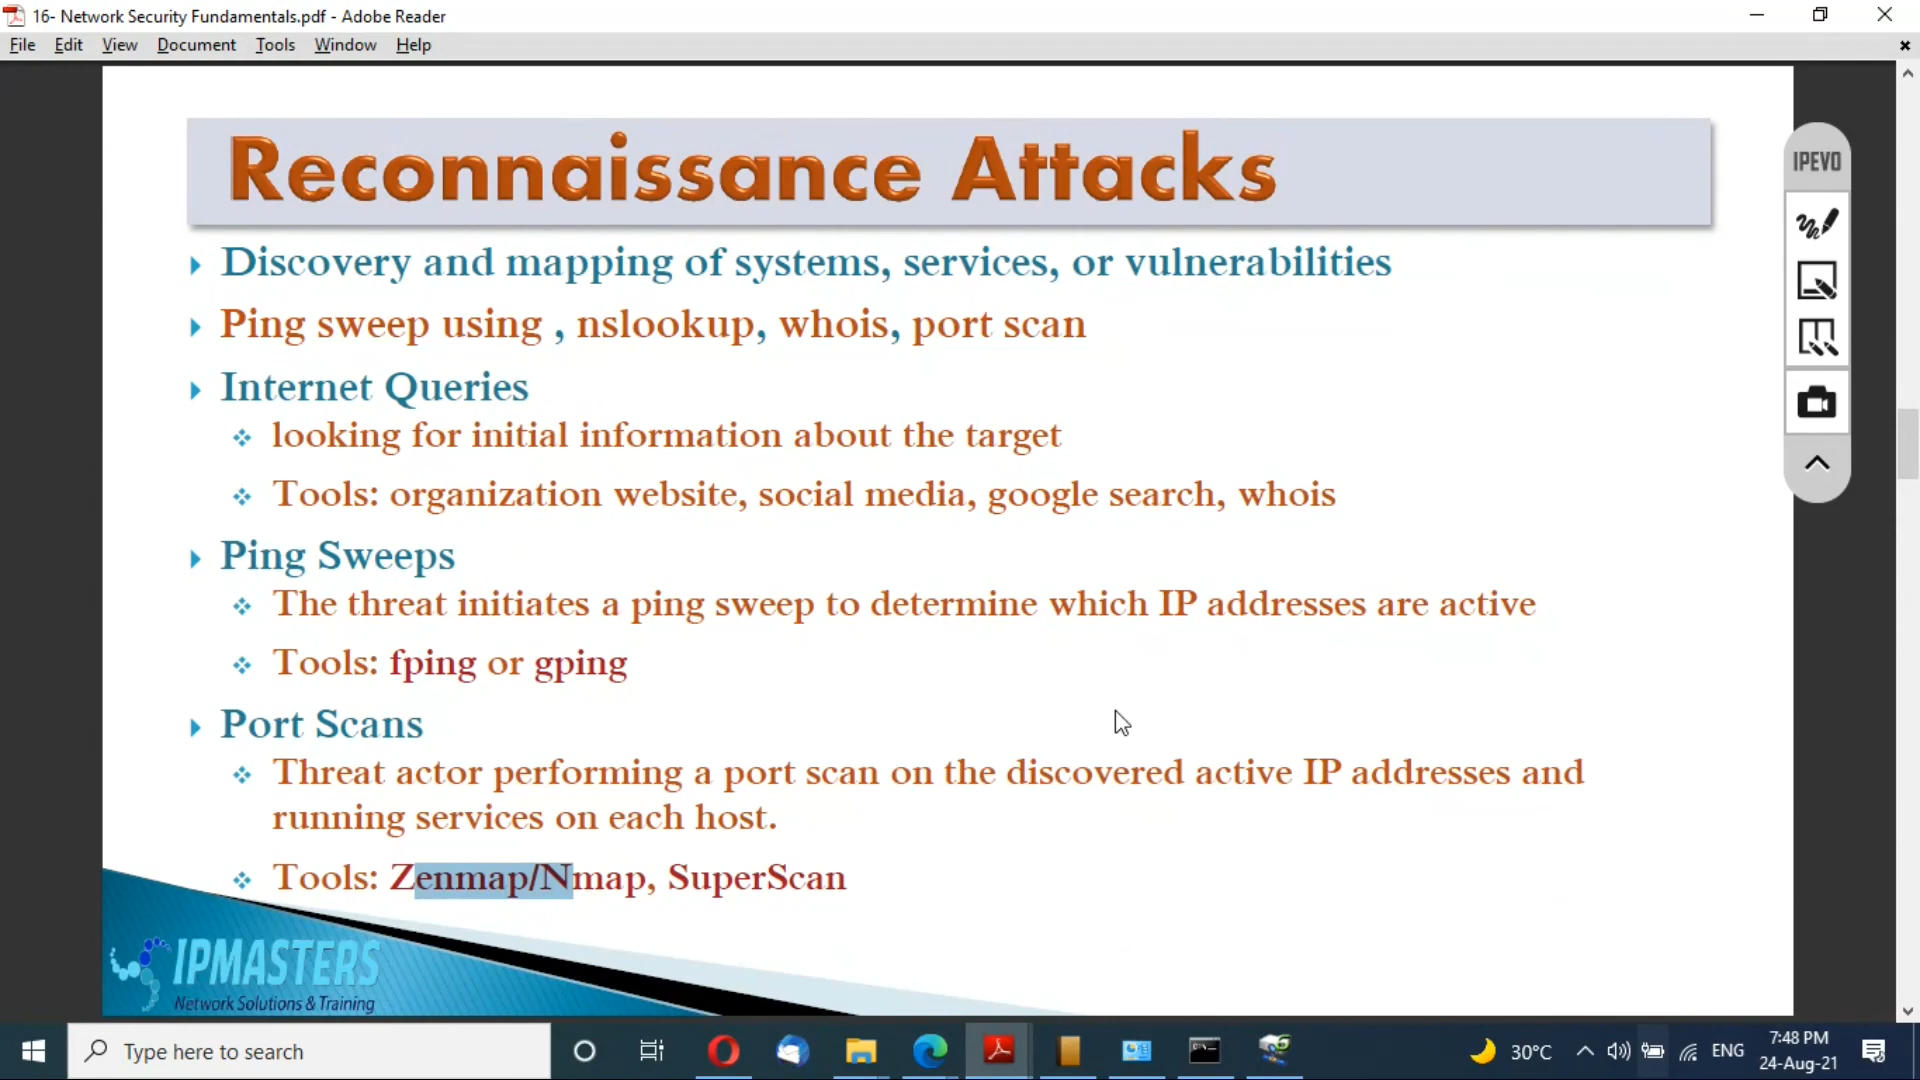 16- Network Security Fundamentals.pdf - Adobe Reader
File Edit View Document Tools Window Help
Reconnaissance Attacks
Discovery and mapping of systems, services, or vulnerabilities
Ping sweep using , nslookup, whois, port scan
Internet Queries
looking for initial information about the target
Tools: organization website, social media, google search, whois
Ping Sweeps
The threat initiates a ping sweep to determine which IP addresses are active
Tools: fping or gping
Port Scans
Threat actor performing a port scan on the discovered active IP addresses and
running services on each host.
Tools: Zenmap/Nmap, SuperScan
IPMASTERS
Network Solutions & Training
IPEVO
Type here to search
30°C
ENG
7:48 PM
24-Aug-21